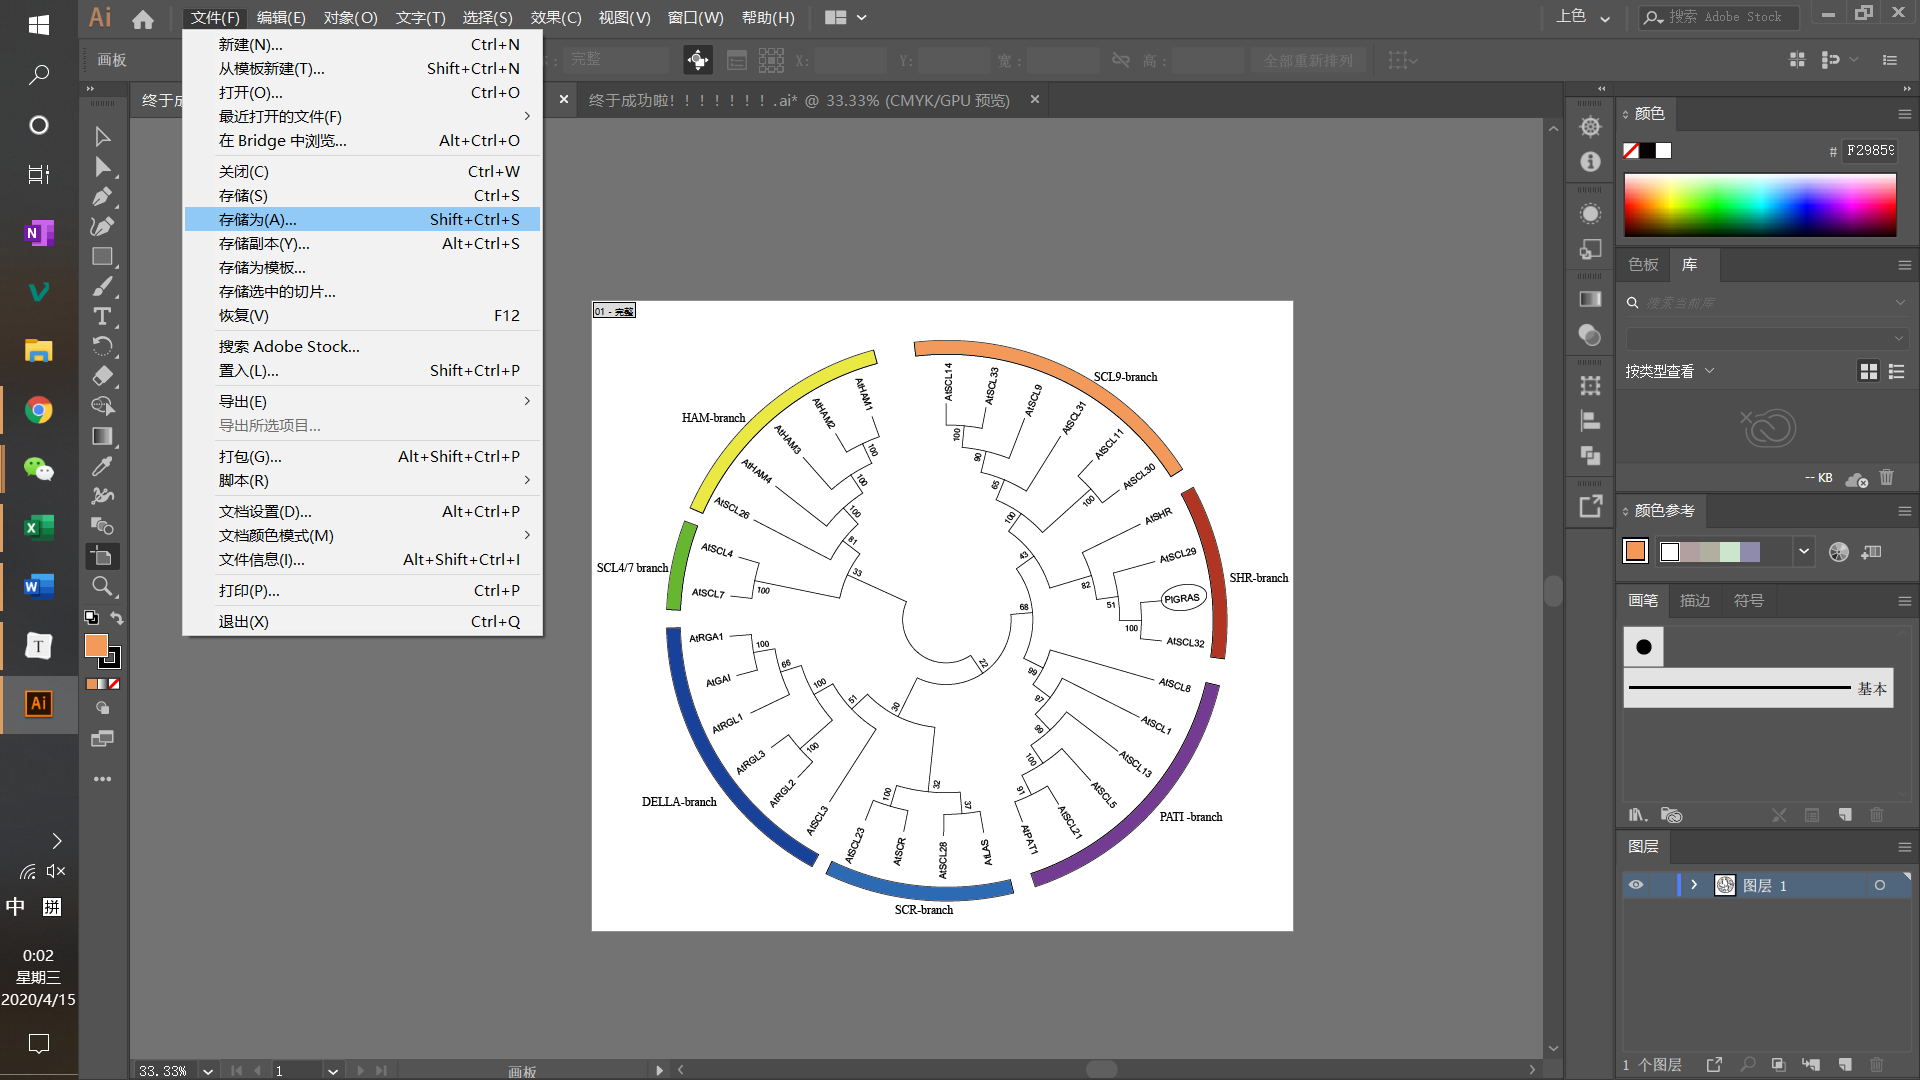 Ai
文件(F) 编辑(E) 对象(O) 文字(T) 选择(S) 效果(C) 视图(V) 窗口(W) 帮助(H)
上色
搜索 Adobe Stock
画板
完整
X:
Y:
宽:
高:
全部重新排列
终于成
终于成功啦！！！！！！！.ai* @ 33.33% (CMYK/GPU 预览)
新建(N)... Ctrl+N
从模板新建(T)... Shift+Ctrl+N
打开(O)... Ctrl+O
最近打开的文件(F)
在 Bridge 中浏览... Alt+Ctrl+O
关闭(C) Ctrl+W
存储(S) Ctrl+S
存储为(A)... Shift+Ctrl+S
存储副本(Y)... Alt+Ctrl+S
存储为模板...
存储选中的切片...
恢复(V) F12
搜索 Adobe Stock...
置入(L)... Shift+Ctrl+P
导出(E)
导出所选项目...
打包(G)... Alt+Shift+Ctrl+P
脚本(R)
文档设置(D)... Alt+Ctrl+P
文档颜色模式(M)
文件信息(I)... Alt+Shift+Ctrl+I
打印(P)... Ctrl+P
退出(X) Ctrl+Q
01 - 完整
SCL9-branch
AtSCL14
AtSCL33
AtSCL9
AtSCL31
AtSCL11
AtSCL30
100
90
65
100
100
43
SHR-branch
AtSHR
AtSCL29
PIGRAS
AtSCL32
82
51
100
68
PATI -branch
AtSCL8
AtSCL1
AtSCL13
AtSCL5
AtSCL21
AtPAT1
99
97
99
100
91
22
SCR-branch
AtLAS
AtSCL28
AtSCR
AtSCL23
37
32
100
30
DELLA-branch
AtSCL3
AtRGL2
AtRGL3
AtRGL1
AtGAI
AtRGA1
51
100
100
66
100
SCL4/7 branch
AtSCL7
AtSCL4
100
33
HAM-branch
AtSCL26
AtHAM4
AtHAM3
AtHAM2
AtHAM1
81
100
100
100
颜色
# F29859
色板 库
搜索当前库
按类型查看
-- KB
颜色参考
画笔 描边 符号
基本
图层
图层 1
1 个图层
33.33%
1
画板
N
T
Ai
中 拼
0:02
星期三
2020/4/15